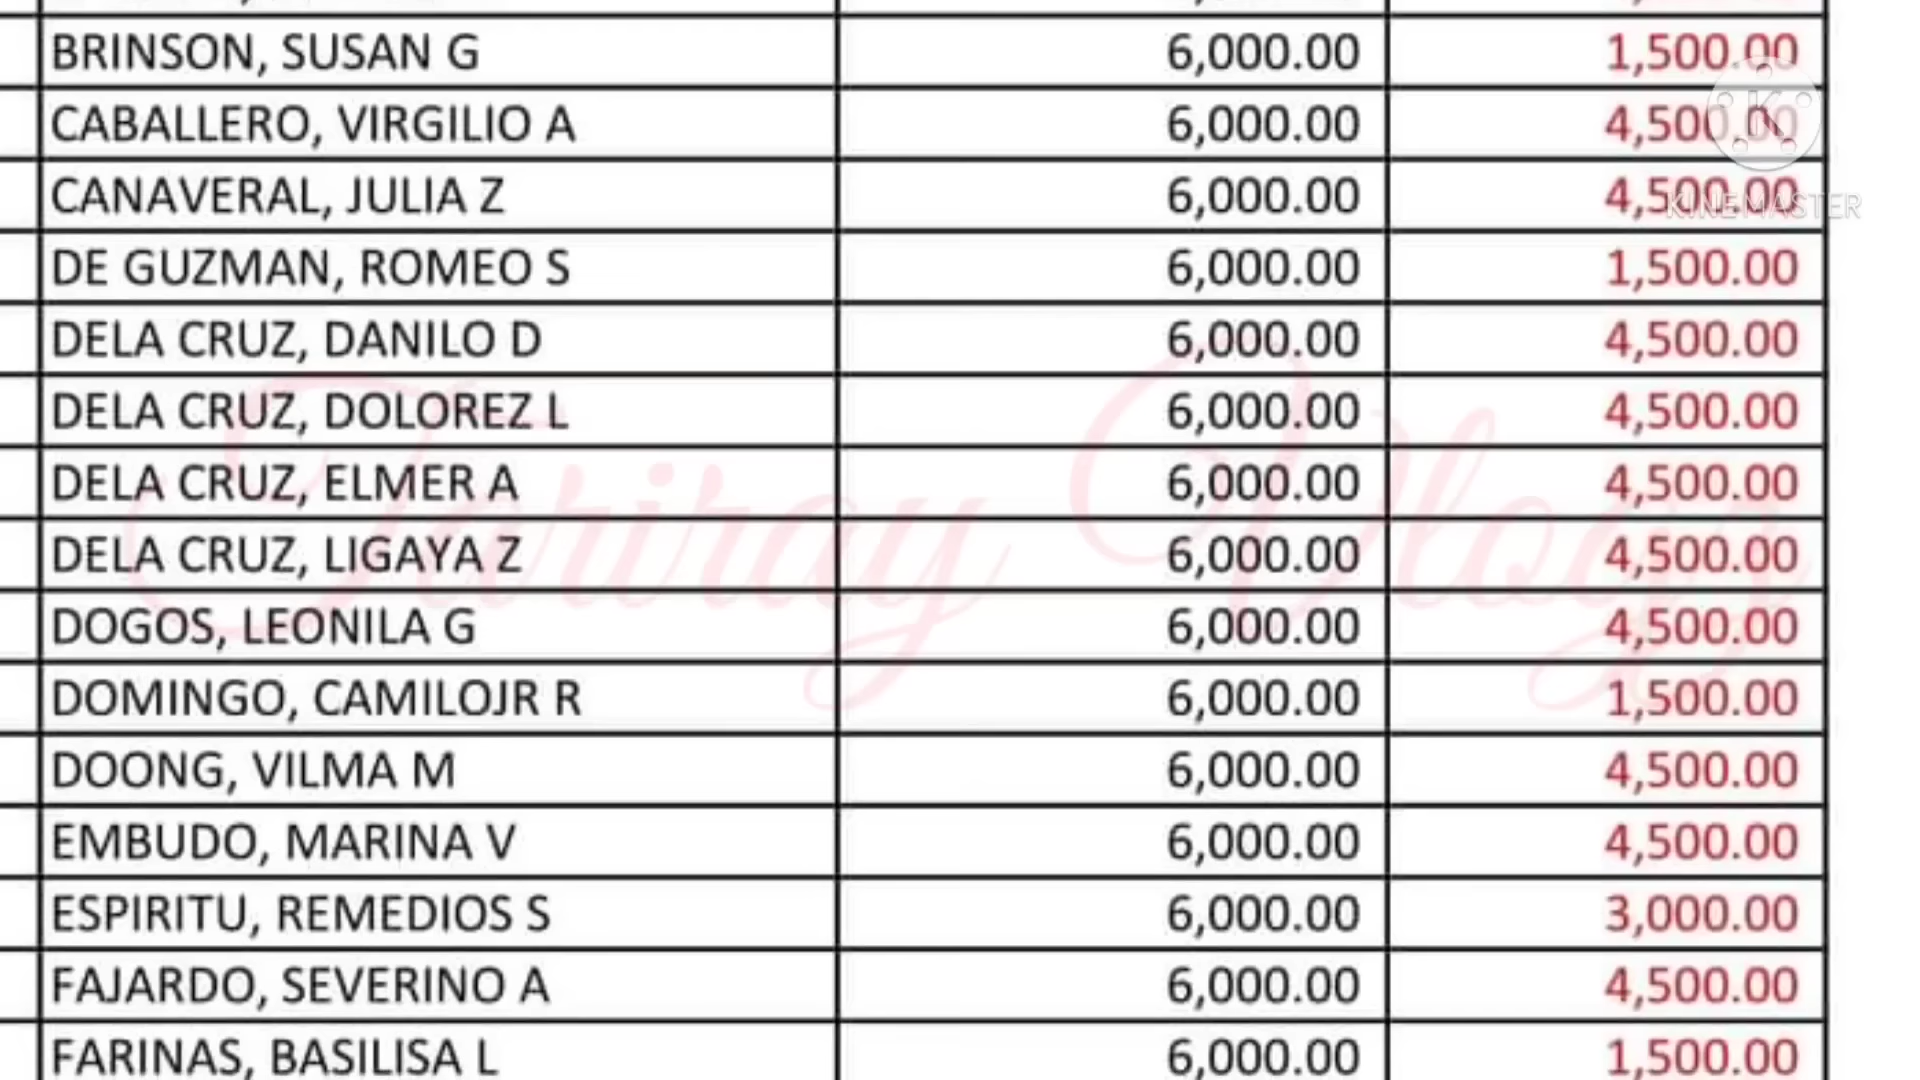 BRINSON, SUSAN G 6,000.00 1,500.00
CABALLERO, VIRGILIO A 6,000.00 4,500.00
CANAVERAL, JULIA Z 6,000.00 4,500.00
KINEMASTER
DE GUZMAN, ROMEO S 6,000.00 1,500.00
DELA CRUZ, DANILO D 6,000.00 4,500.00
DELA CRUZ, DOLOREZ L 6,000.00 4,500.00
DELA CRUZ, ELMER A 6,000.00 4,500.00
Tariray Vlog
DELA CRUZ, LIGAYA Z 6,000.00 4,500.00
DOGOS, LEONILA G 6,000.00 4,500.00
DOMINGO, CAMILOJR R 6,000.00 1,500.00
DOONG, VILMA M 6,000.00 4,500.00
EMBUDO, MARINA V 6,000.00 4,500.00
ESPIRITU, REMEDIOS S 6,000.00 3,000.00
FAJARDO, SEVERINO A 6,000.00 4,500.00
FARINAS, BASILISA L 6,000.00 1,500.00